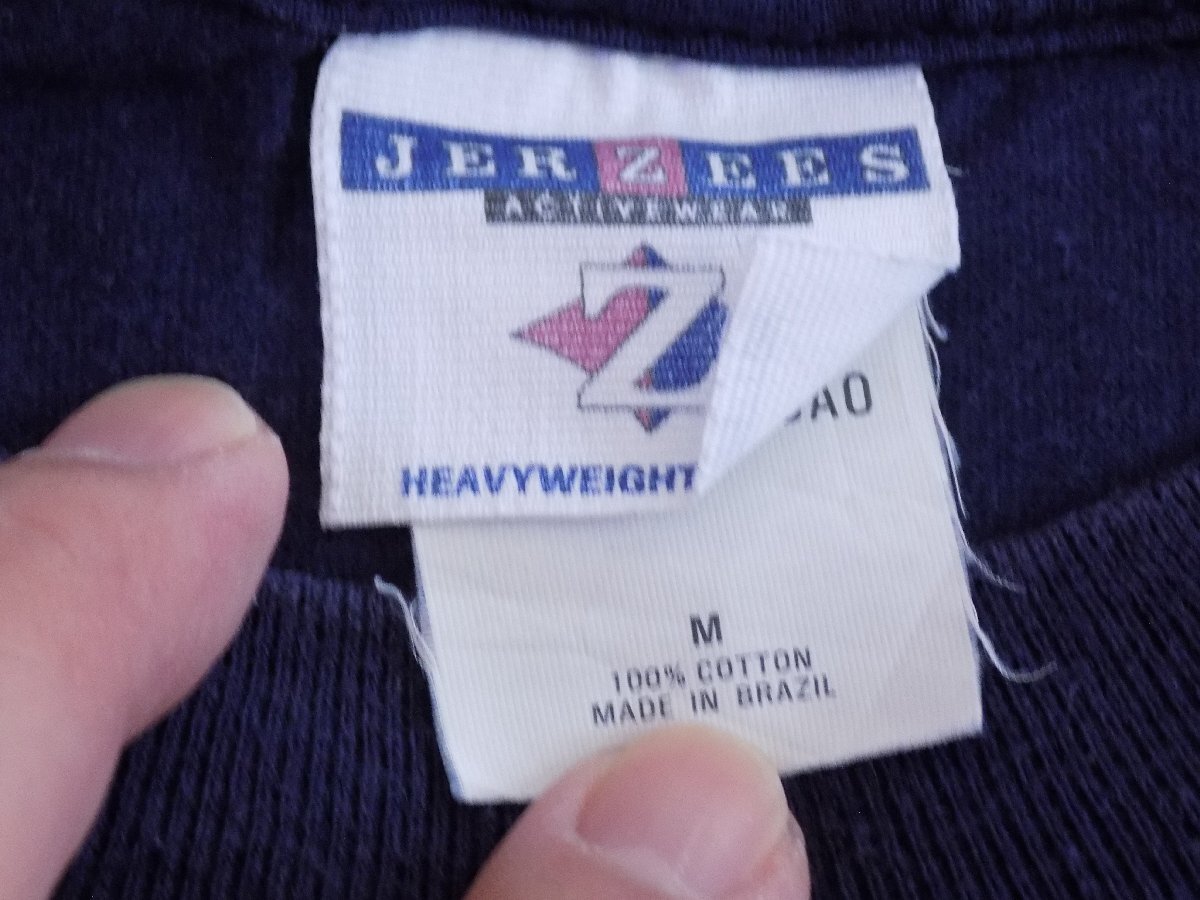 JERZEES
ACTIVEWEAR
Z
HEAVYWEIGHT
M
100% COTTON
MADE IN BRAZIL